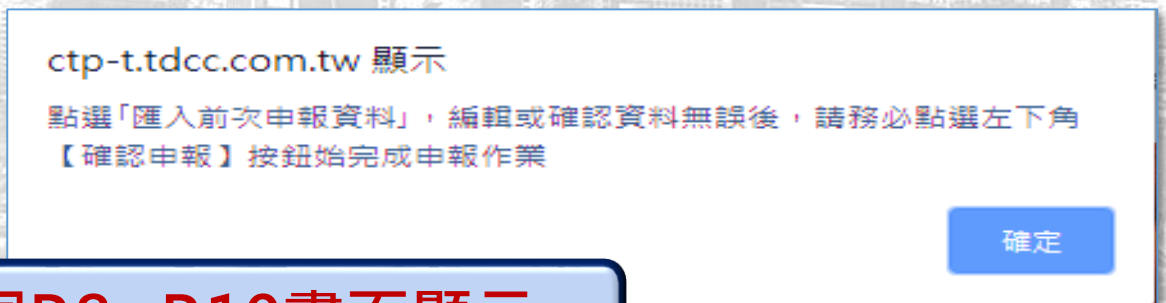 ctp-t.tdcc.com.tw 顯示
點選「匯入前次申報資料」，編輯或確認資料無誤後，請務必點選左下角
【確認申報】按鈕始完成申報作業
確定